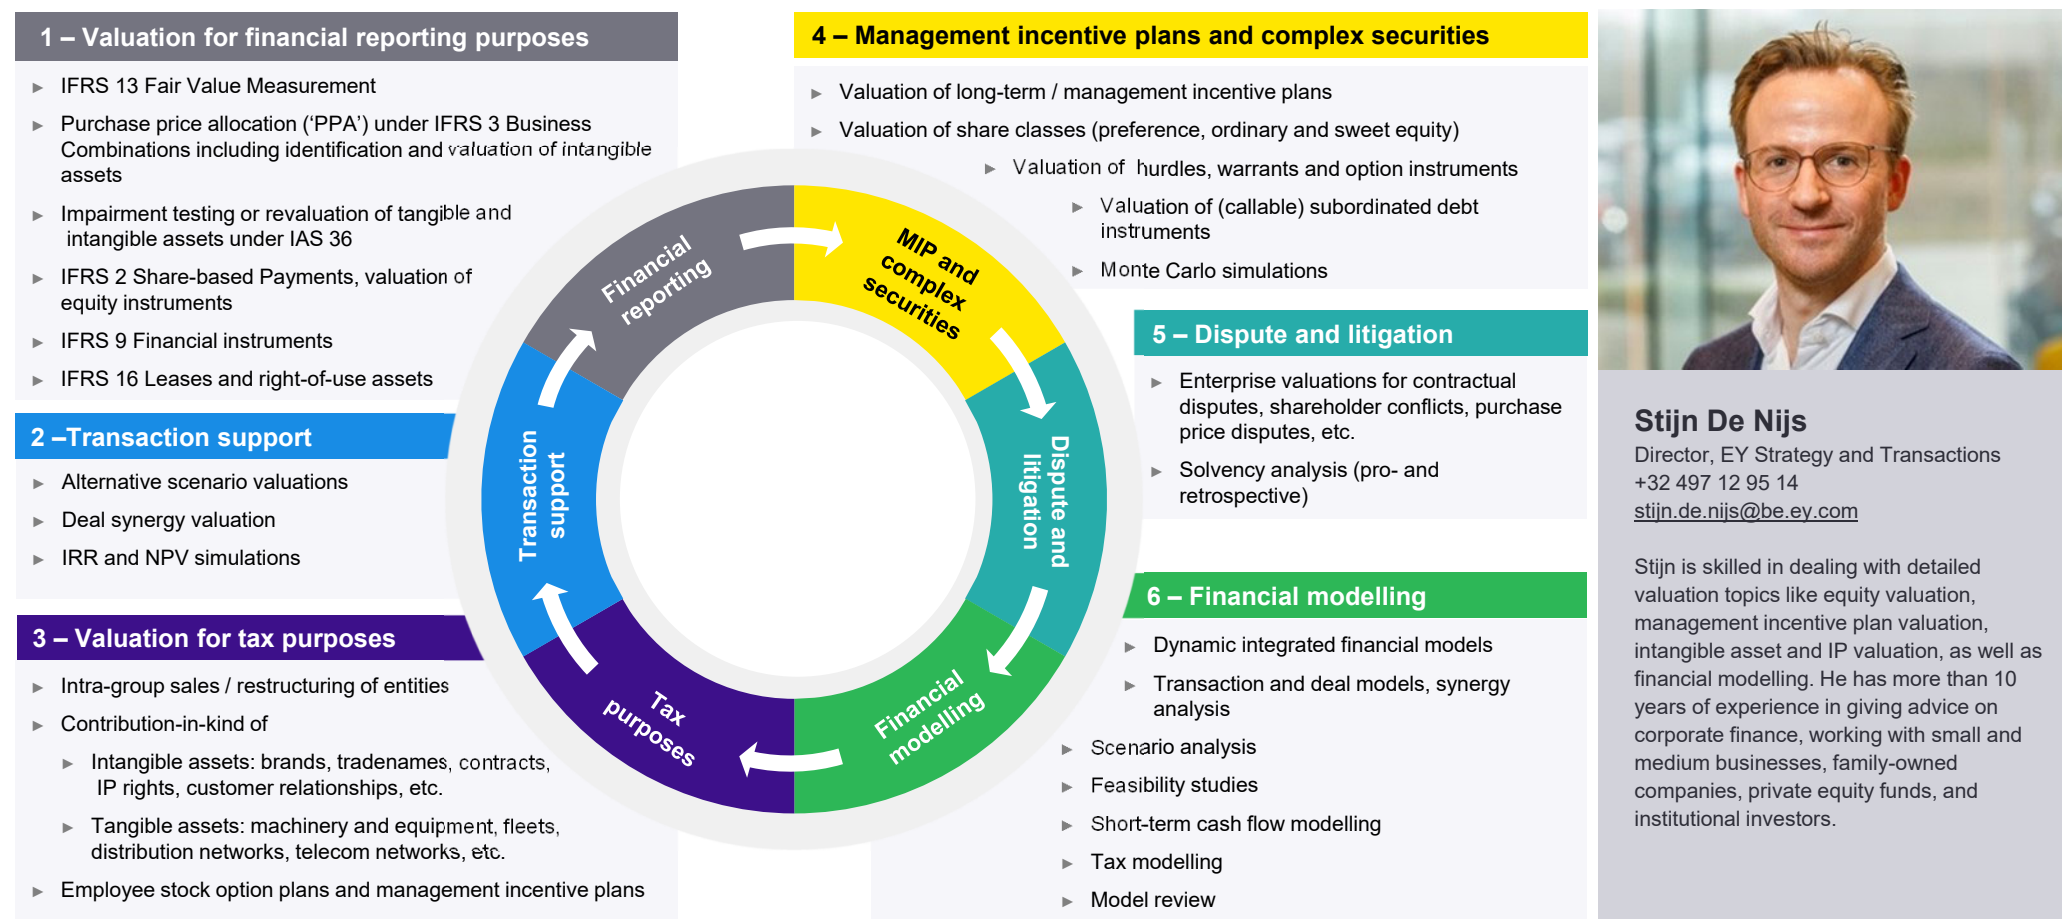 1 – Valuation for financial reporting purposes
► IFRS 13 Fair Value Measurement
► Purchase price allocation (‘PPA’) under IFRS 3 Business
Combinations including identification and valuation of intangible
assets
► Impairment testing or revaluation of tangible and
intangible assets under IAS 36
► IFRS 2 Share-based Payments, valuation of
equity instruments
► IFRS 9 Financial instruments
► IFRS 16 Leases and right-of-use assets
2 –Transaction support
► Alternative scenario valuations
► Deal synergy valuation
► IRR and NPV simulations
3 – Valuation for tax purposes
► Intra-group sales / restructuring of entities
► Contribution-in-kind of
► Intangible assets: brands, tradenames, contracts,
IP rights, customer relationships, etc.
► Tangible assets: machinery and equipment, fleets,
distribution networks, telecom networks, etc.
► Employee stock option plans and management incentive plans
Financial
reporting
MIP and
complex
securities
Dispute and
litigation
Financial
modelling
Tax
purposes
Transaction
support
4 – Management incentive plans and complex securities
► Valuation of long-term / management incentive plans
► Valuation of share classes (preference, ordinary and sweet equity)
► Valuation of hurdles, warrants and option instruments
► Valuation of (callable) subordinated debt
instruments
► Monte Carlo simulations
5 – Dispute and litigation
► Enterprise valuations for contractual
disputes, shareholder conflicts, purchase
price disputes, etc.
► Solvency analysis (pro- and
retrospective)
6 – Financial modelling
► Dynamic integrated financial models
► Transaction and deal models, synergy
analysis
► Scenario analysis
► Feasibility studies
► Short-term cash flow modelling
► Tax modelling
► Model review
Stijn De Nijs
Director, EY Strategy and Transactions
+32 497 12 95 14
stijn.de.nijs@be.ey.com
Stijn is skilled in dealing with detailed
valuation topics like equity valuation,
management incentive plan valuation,
intangible asset and IP valuation, as well as
financial modelling. He has more than 10
years of experience in giving advice on
corporate finance, working with small and
medium businesses, family-owned
companies, private equity funds, and
institutional investors.